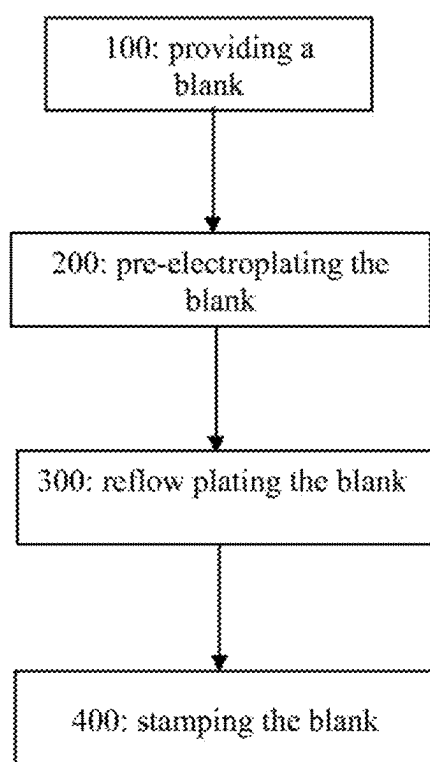 100: providing a
blank
200: pre-electroplating the
blank
300: reflow plating the blank
400: stamping the blank